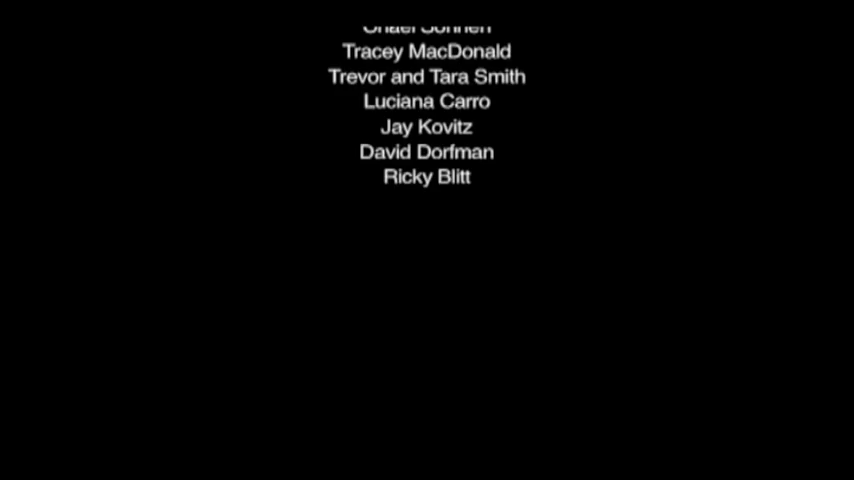 Tracey MacDonald
Trevor and Tara Smith
Luciana Carro
Jay Kovitz
David Dorfman
Ricky Blitt